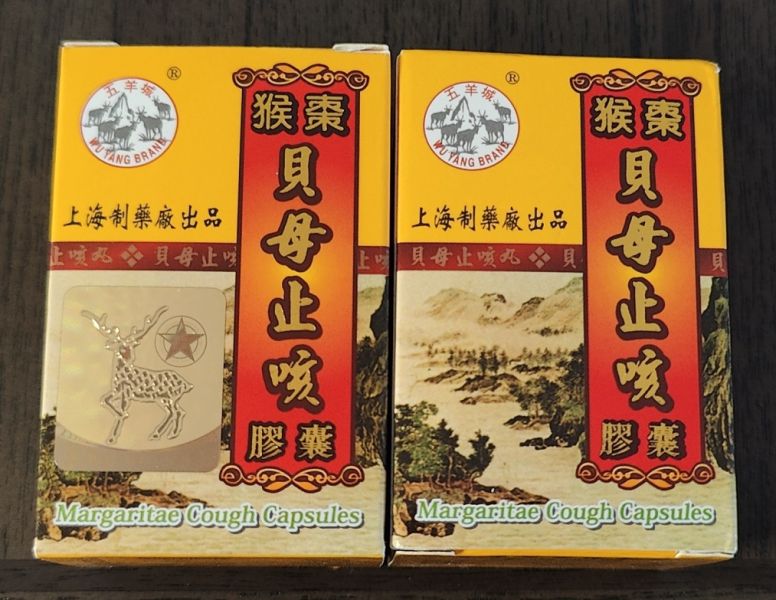 五羊城
®
WU YANG BRAND
上海制藥廠出品
止咳丸❖貝母止咳
止咳
猴棗
貝母止咳
膠囊
Margaritae Cough Capsules
五羊城
®
WU YANG BRAND
上海制藥廠出品
貝母止咳丸❖貝
貝
猴棗
貝母止咳
膠囊
Margaritae Cough Capsules